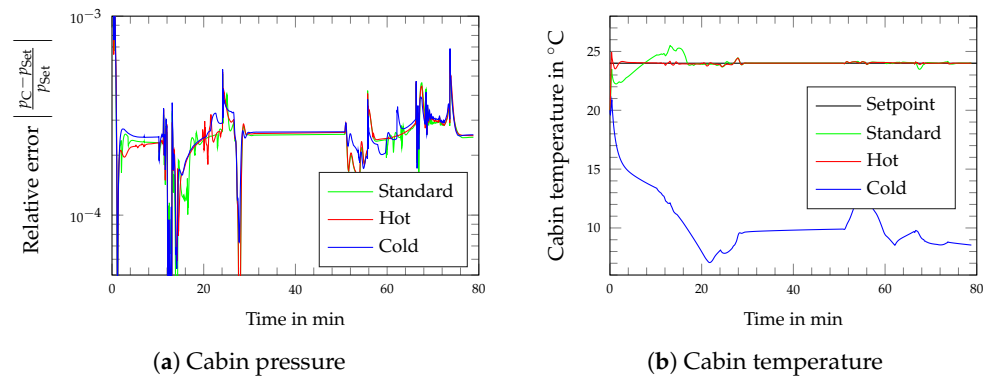 10⁻³
Relative error | p_C − p_Set / p_Set |
10⁻⁴
Standard
Hot
Cold
0 20 40 60 80
Time in min
(a) Cabin pressure
Cabin temperature in °C
25
20
15
10
Setpoint
Standard
Hot
Cold
0 20 40 60 80
Time in min
(b) Cabin temperature